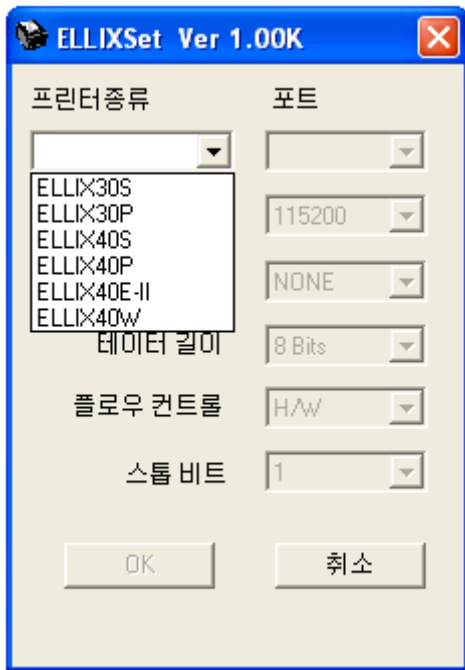 ELLIXSet Ver 1.00K
프린터종류 포트
ELLIX30S
ELLIX30P
115200
ELLIX40S
ELLIX40P
NONE
ELLIX40E-II
ELLIX40W
테이터 길이 8 Bits
플로우 컨트롤 H/W
스톱 비트 1
OK 취소